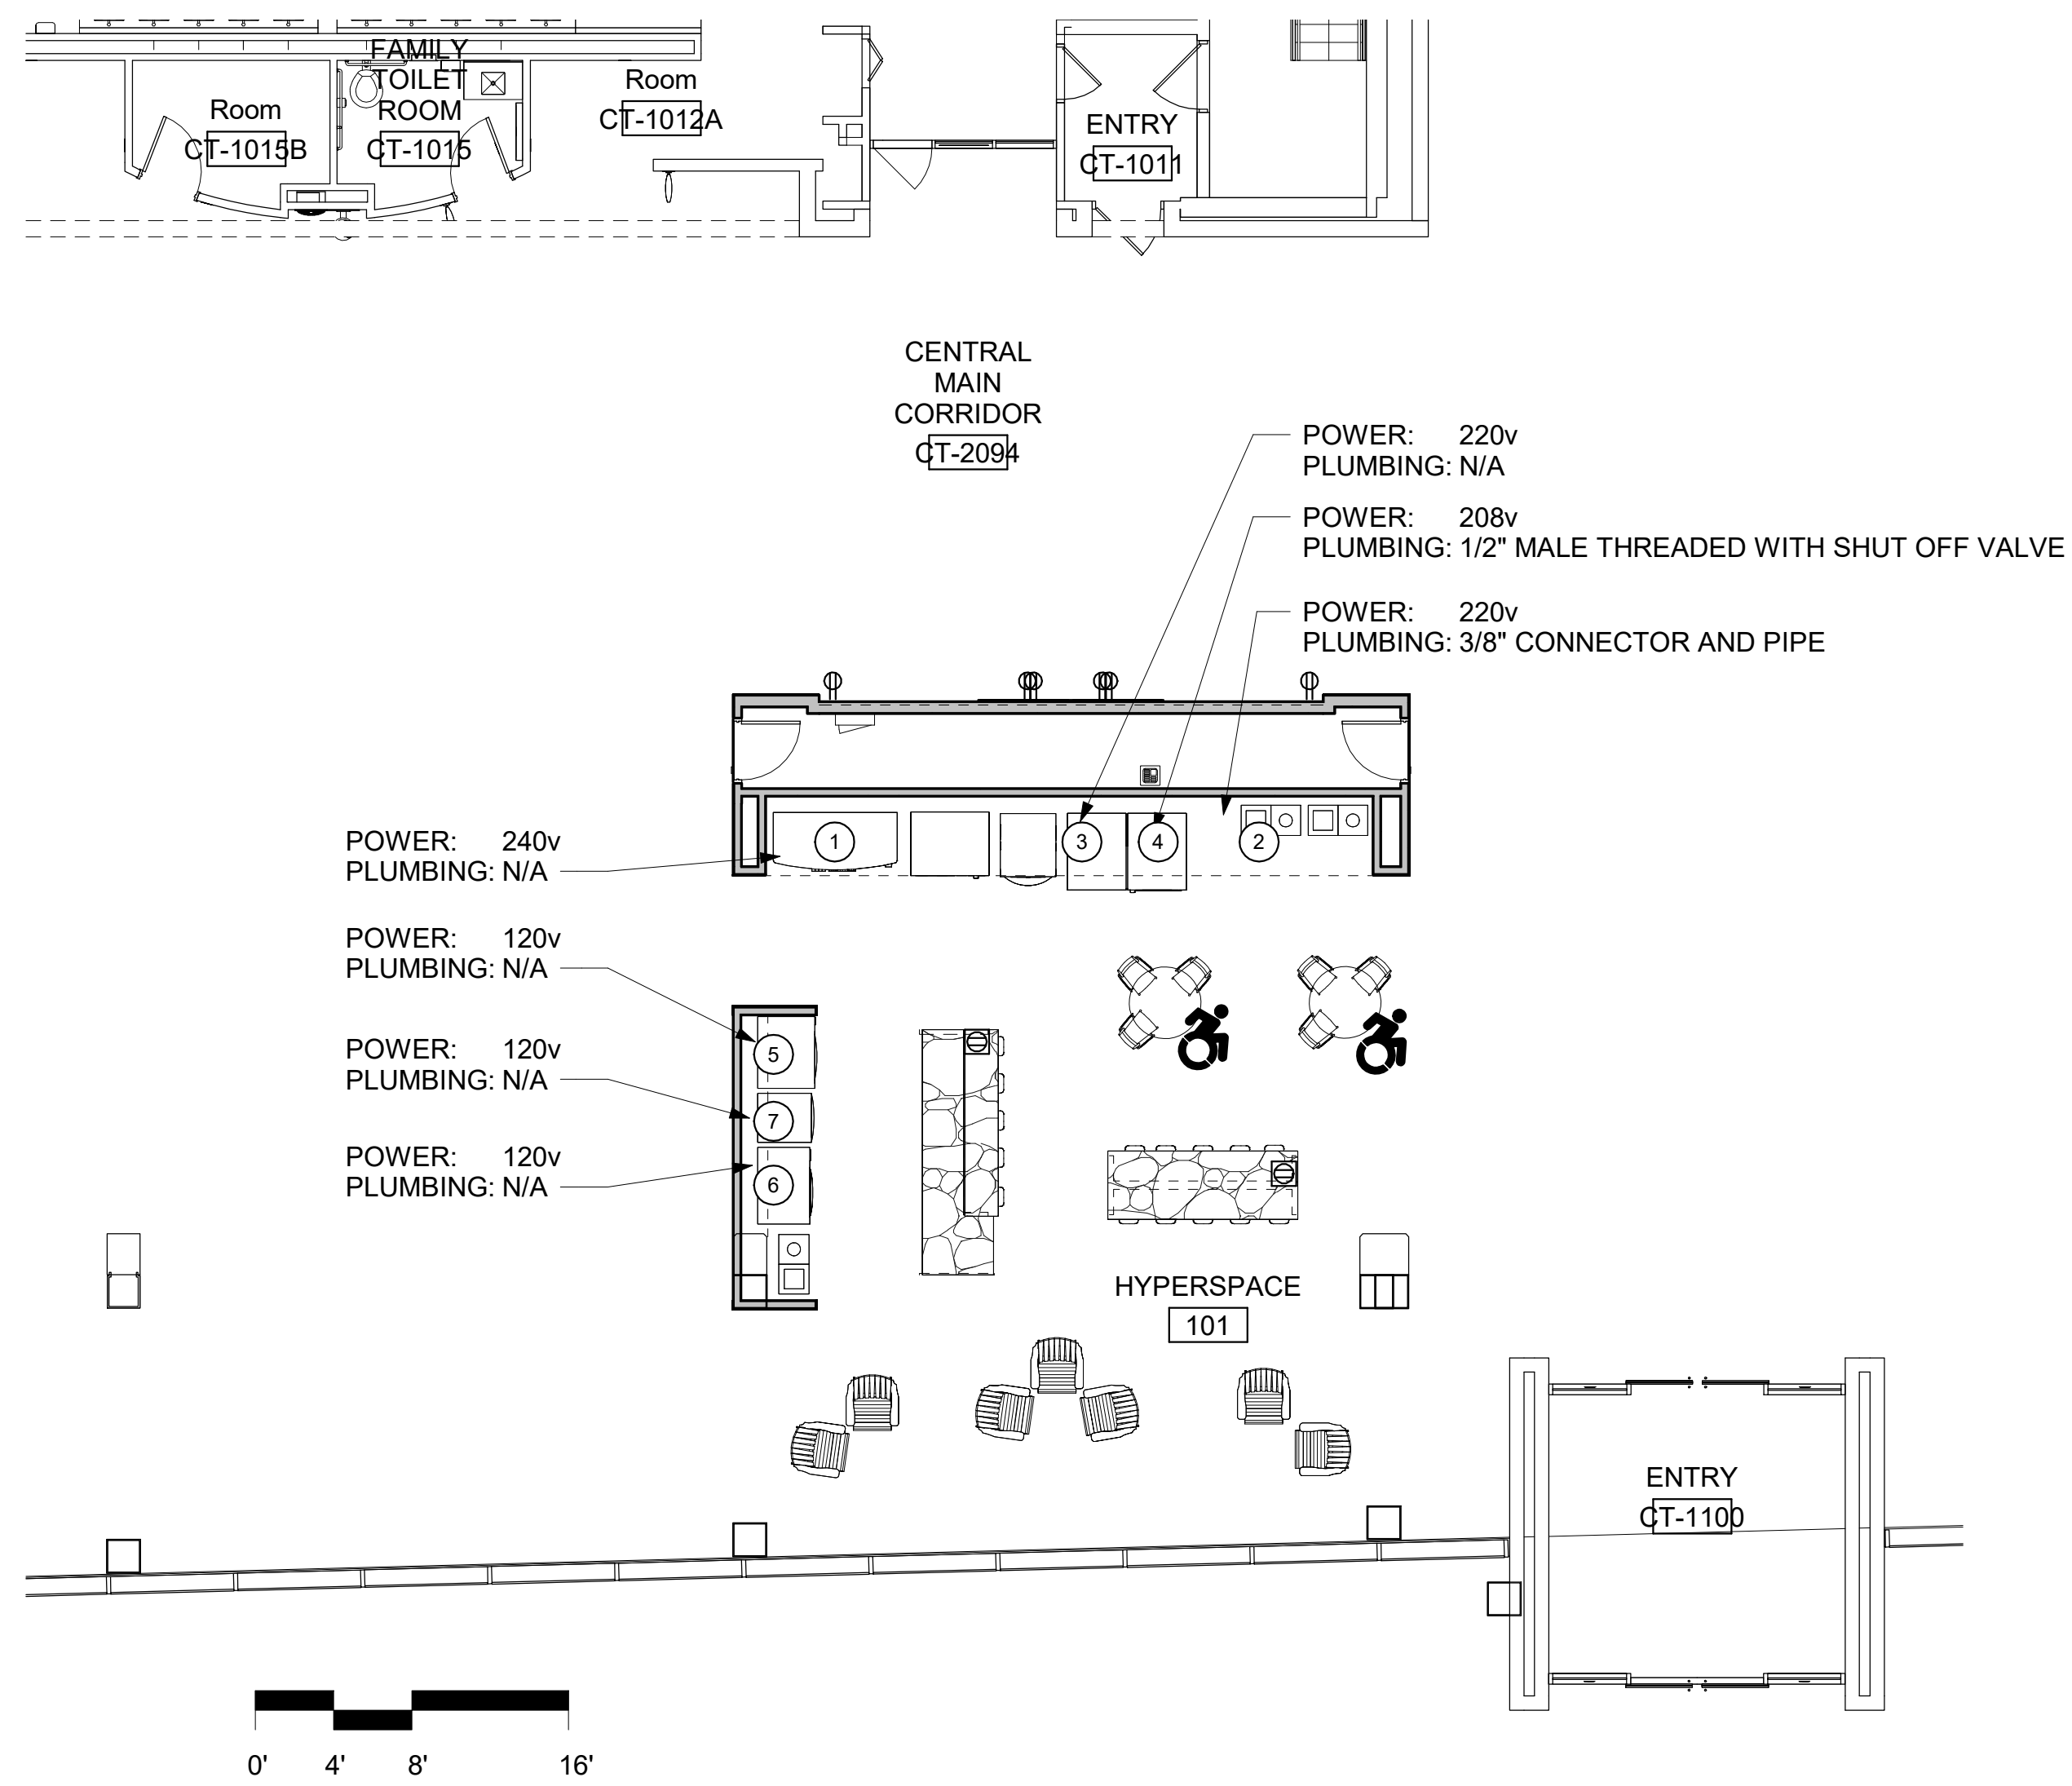 FAMILY
TOILET
ROOM
CT-1015
Room
CT-1015B
Room
CT-1012A
ENTRY
CT-1011
CENTRAL
MAIN
CORRIDOR
CT-2094
POWER: 220v
PLUMBING: N/A
POWER: 208v
PLUMBING: 1/2" MALE THREADED WITH SHUT OFF VALVE
POWER: 220v
PLUMBING: 3/8" CONNECTOR AND PIPE
POWER: 240v
PLUMBING: N/A
1
3
4
2
POWER: 120v
PLUMBING: N/A
5
POWER: 120v
PLUMBING: N/A
7
POWER: 120v
PLUMBING: N/A
6
HYPERSPACE
101
ENTRY
CT-1100
0' 4' 8' 16'